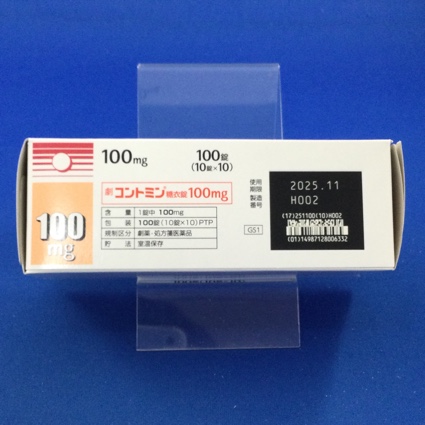 100mg
100錠
(10錠×10)
劇 コントミン糖衣錠100mg
含 量 1錠中 100mg
包 装 100錠(10錠×10)PTP
規制区分 劇薬・処方箋医薬品
貯 法 室温保存
100
mg
使用
期限
2025.11
製造
番号
H002
(17)251100(10)H002
GS1
(01)14987128006332